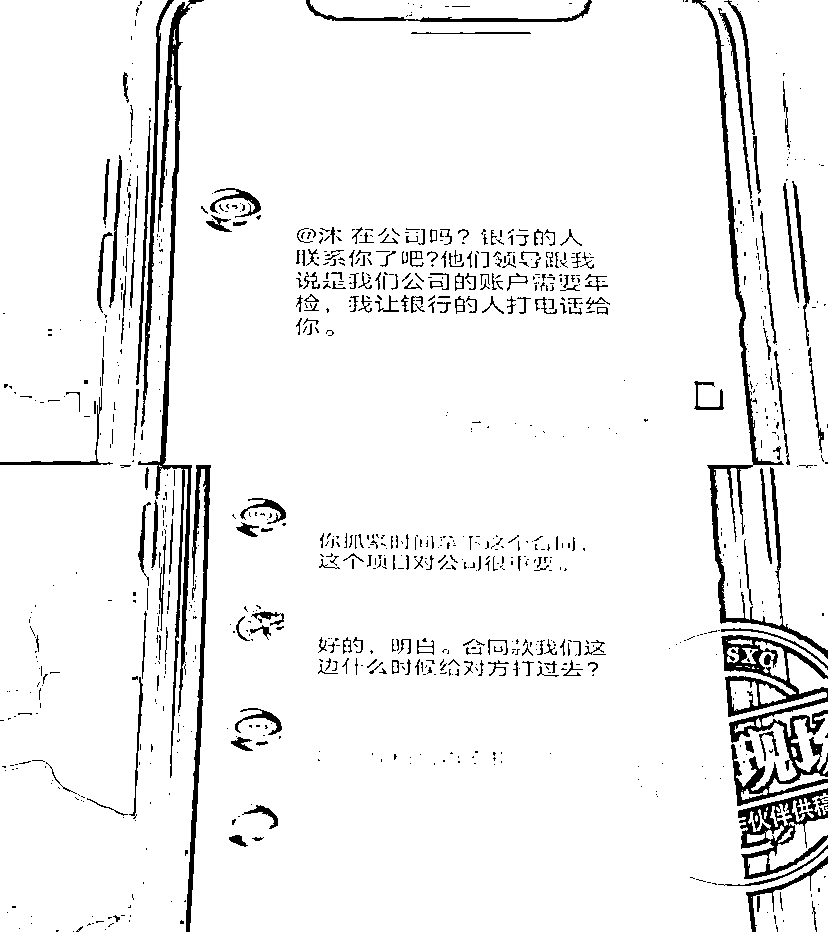 @沐 在公司吗？银行的人
联系你了吧?他们领导跟我
说是我们公司的账户需要年
检，我让银行的人打电话给
你。
你抓紧时间 这个合同，
这个项目对公司很重要。
好的，明白。合同款我们这
边什么时候给对方打过去？
sxc
现场
伙伴供稿